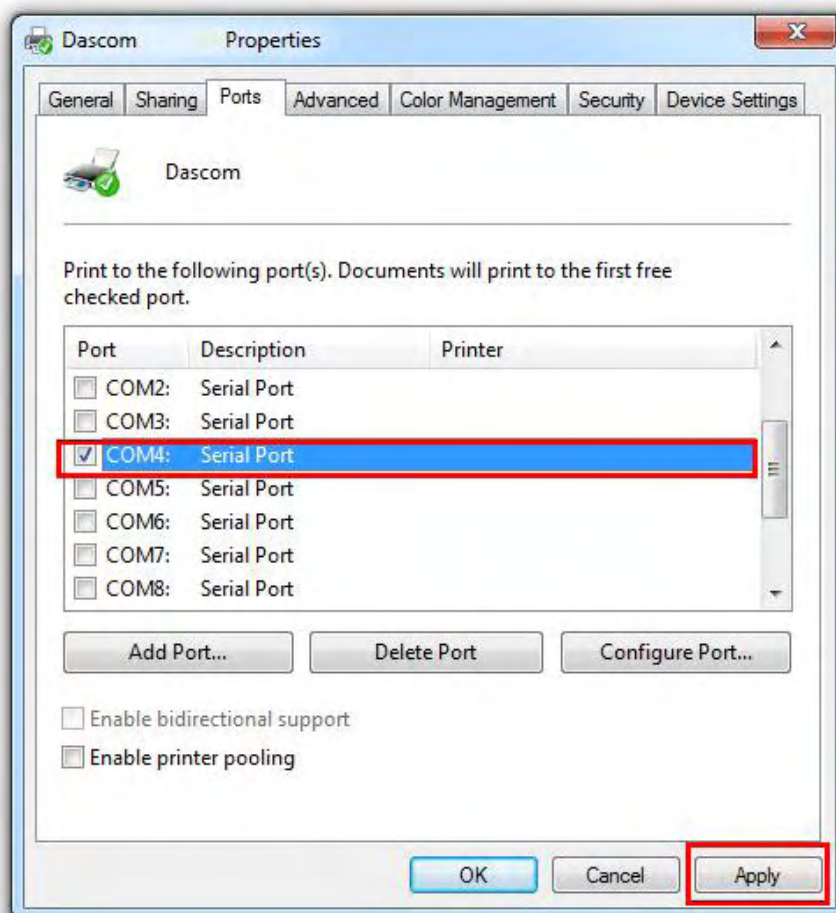 Dascom Properties
General Sharing Ports Advanced Color Management Security Device Settings
Dascom
Print to the following port(s). Documents will print to the first free
checked port.
Port Description Printer
COM2: Serial Port
COM3: Serial Port
COM4: Serial Port
COM5: Serial Port
COM6: Serial Port
COM7: Serial Port
COM8: Serial Port
Add Port... Delete Port Configure Port...
Enable bidirectional support
Enable printer pooling
OK Cancel Apply